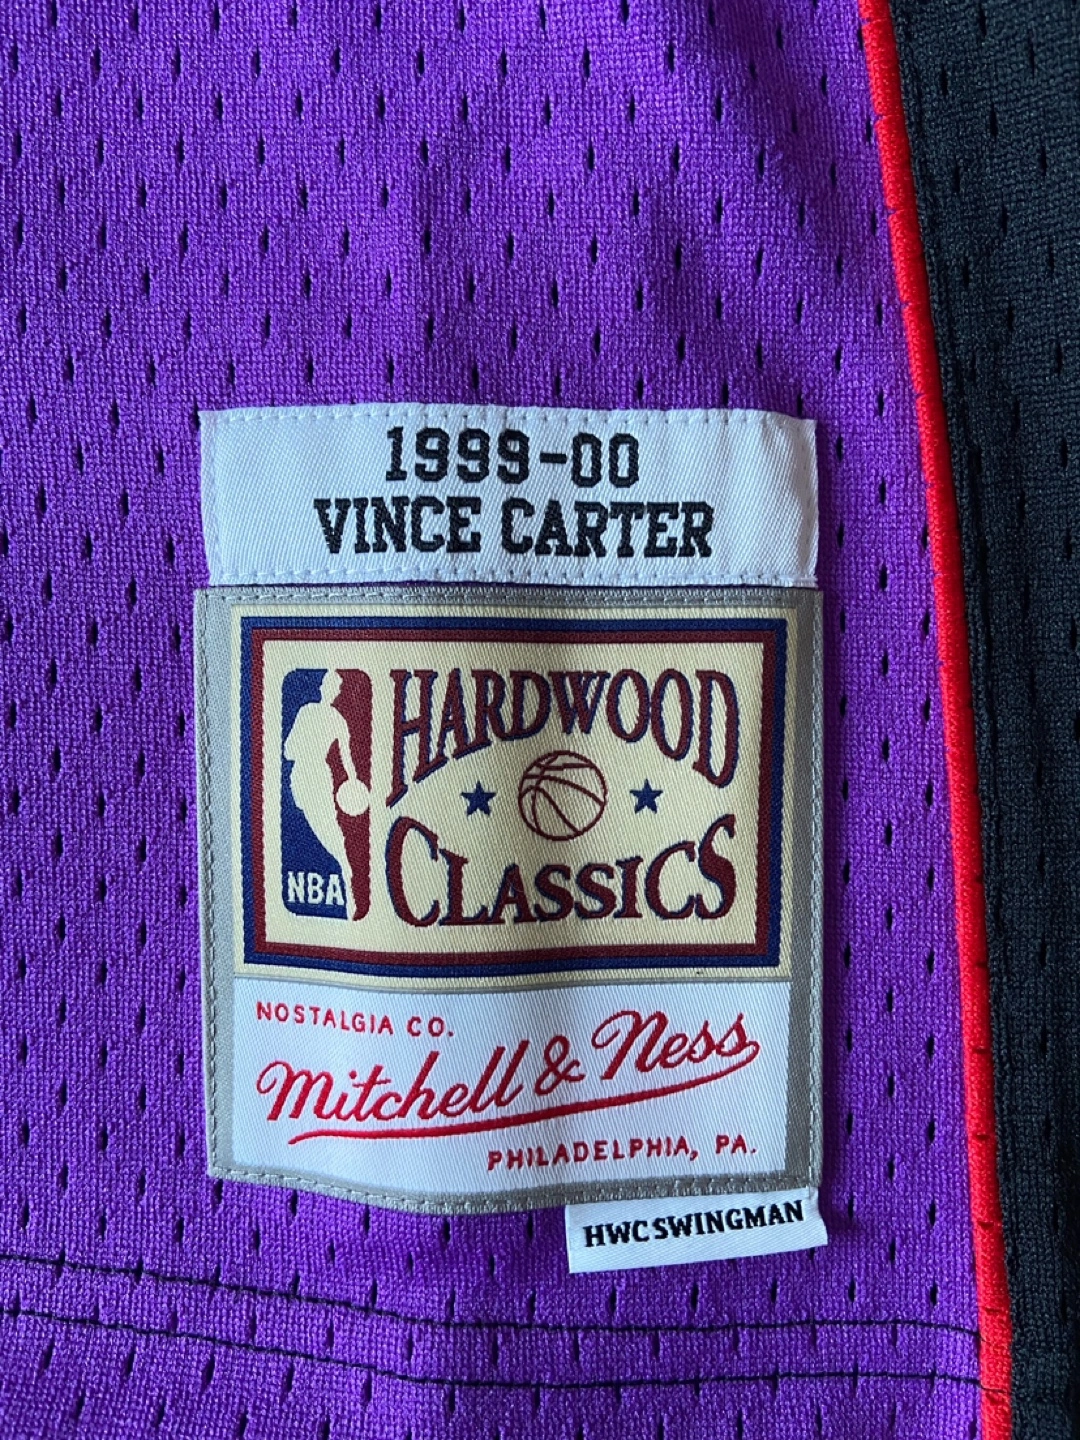 1999-00
VINCE CARTER
HARDWOOD
CLASSICS
NBA
NOSTALGIA CO.
Mitchell & Ness
PHILADELPHIA, PA.
HWC SWINGMAN